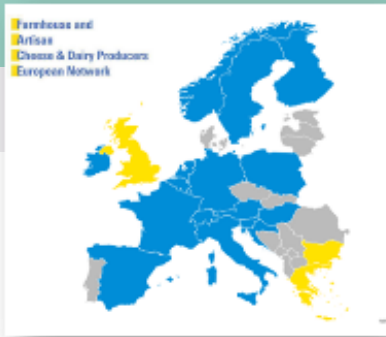 Farmhouse and
Artisan
Cheese & Dairy Producers
European Network